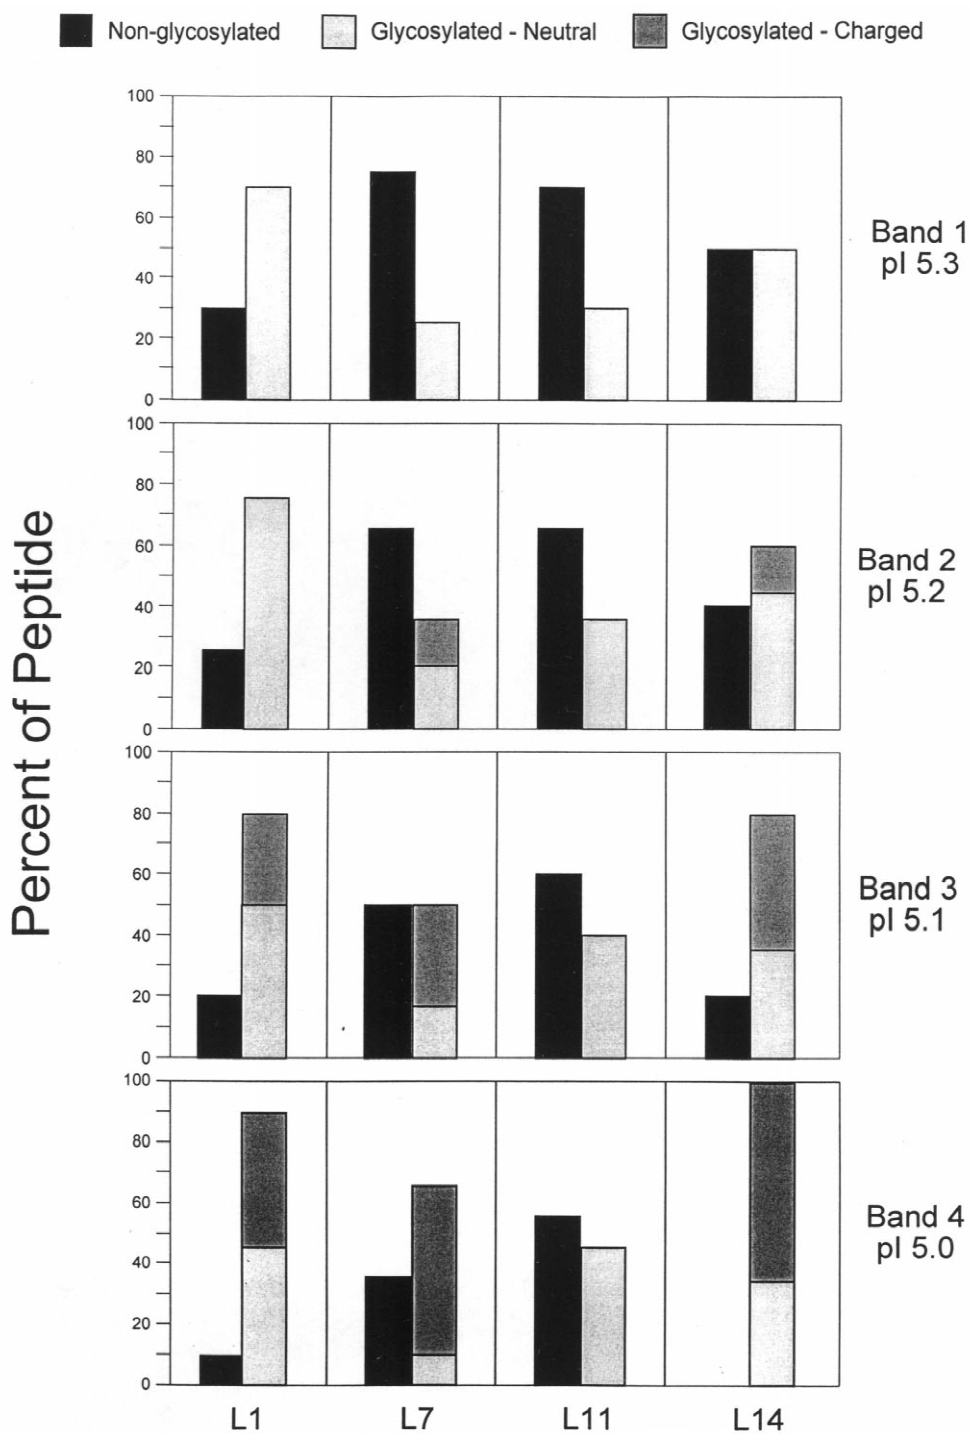 Non-glycosylated Glycosylated - Neutral Glycosylated - Charged
Percent of Peptide
100
80
60
40
20
0
Band 1
pI 5.3
100
80
60
40
20
0
Band 2
pI 5.2
100
80
60
40
20
0
Band 3
pI 5.1
100
80
60
40
20
0
Band 4
pI 5.0
L1 L7 L11 L14